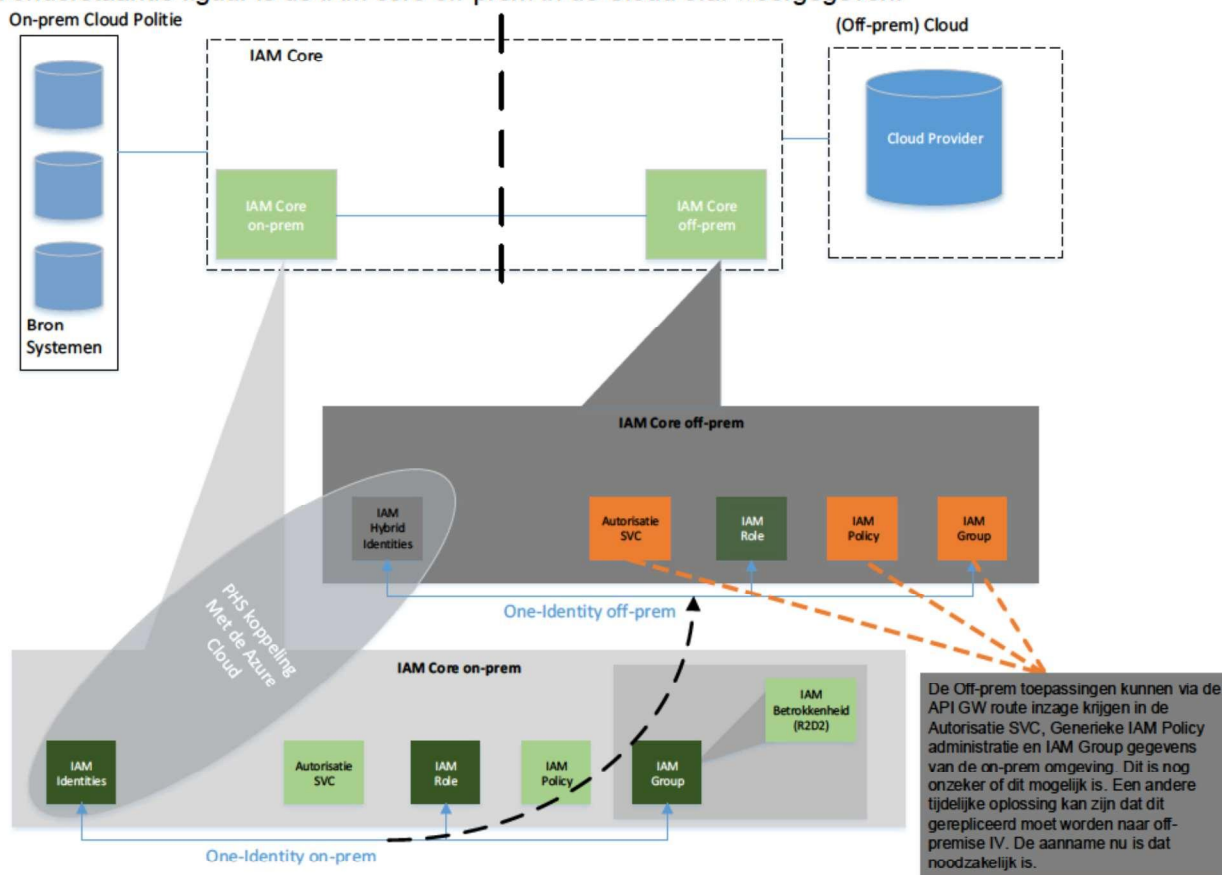 On-prem Cloud Politie
(Off-prem) Cloud
IAM Core
Cloud Provider
IAM Core
on-prem
IAM Core
off-prem
Bron
Systemen
IAM Core off-prem
IAM
Hybrid
Identities
Autorisatie
SVC
IAM
Role
IAM
Policy
IAM
Group
One-Identity off-prem
PHS koppeling
Met de Azure
Cloud
IAM Core on-prem
IAM
Betrokkenheid
(R2D2)
IAM
Identities
Autorisatie
SVC
IAM
Role
IAM
Policy
IAM
Group
One-Identity on-prem
De Off-prem toepassingen kunnen via de
API GW route inzage krijgen in de
Autorisatie SVC, Generieke IAM Policy
administratie en IAM Group gegevens
van de on-prem omgeving. Dit is nog
onzeker of dit mogelijk is. Een andere
tijdelijke oplossing kan zijn dat dit
gerepliceerd moet worden naar off-
premise IV. De aanname nu is dat
noodzakelijk is.